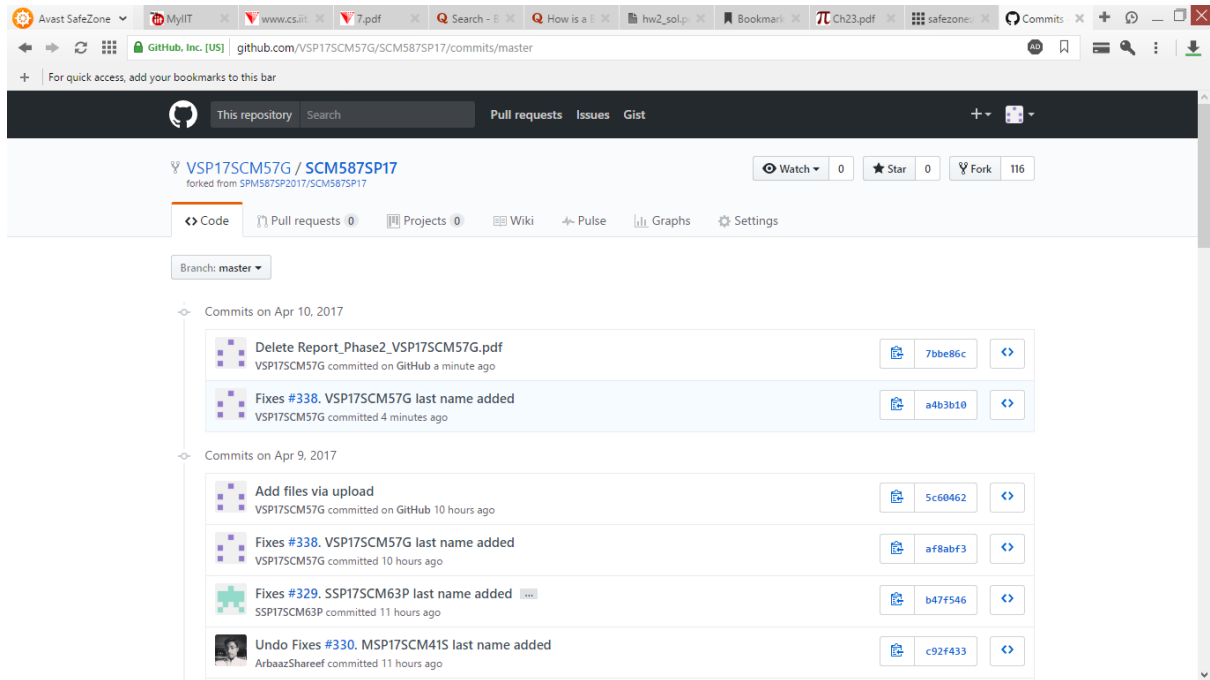 Avast SafeZone MyIIT www.cs.iit. 7.pdf Search - B How is a B hw2_sol.p Bookmark Ch23.pdf safezone: Commits
GitHub, Inc. [US] github.com/VSP17SCM57G/SCM587SP17/commits/master AD
For quick access, add your bookmarks to this bar
This repository Search Pull requests Issues Gist
VSP17SCM57G / SCM587SP17 Watch 0 Star 0 Fork 116
forked from SPM587SP2017/SCM587SP17
Code Pull requests 0 Projects 0 Wiki Pulse Graphs Settings
Branch: master
Commits on Apr 10, 2017
Delete Report_Phase2_VSP17SCM57G.pdf
VSP17SCM57G committed on GitHub a minute ago
7bbe86c
Fixes #338. VSP17SCM57G last name added
VSP17SCM57G committed 4 minutes ago
a4b3b10
Commits on Apr 9, 2017
Add files via upload
VSP17SCM57G committed on GitHub 10 hours ago
5c60462
Fixes #338. VSP17SCM57G last name added
VSP17SCM57G committed 10 hours ago
af8abf3
Fixes #329. SSP17SCM63P last name added …
SSP17SCM63P committed 11 hours ago
b47f546
Undo Fixes #330. MSP17SCM41S last name added
ArbaazShareef committed 11 hours ago
c92f433